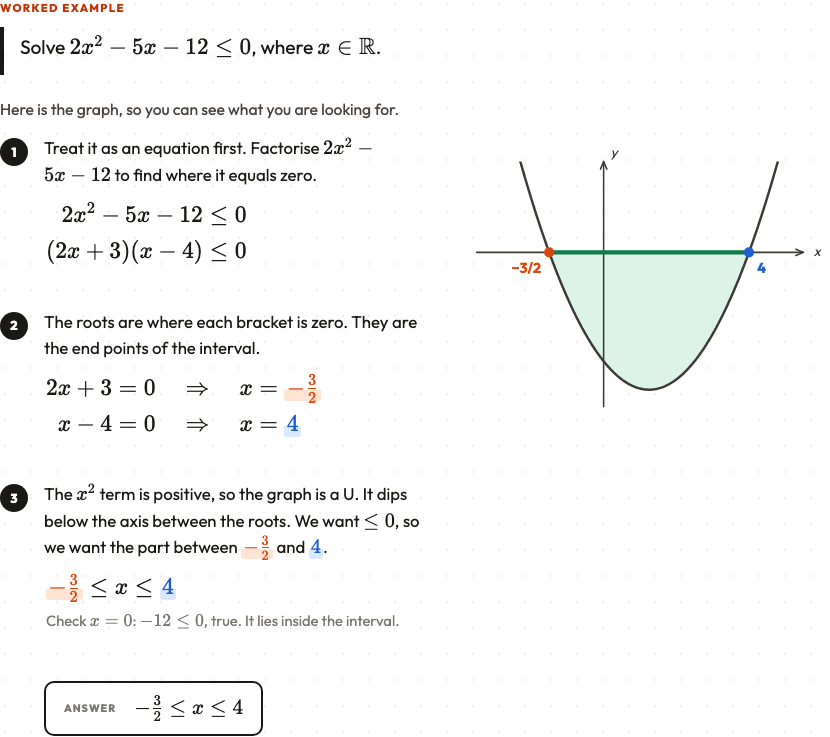 WORKED EXAMPLE
Solve 2x² − 5x − 12 ≤ 0, where x ∈ ℝ.
Here is the graph, so you can see what you are looking for.
1 Treat it as an equation first. Factorise 2x² −
5x − 12 to find where it equals zero.
2x² − 5x − 12 ≤ 0
(2x + 3)(x − 4) ≤ 0
2 The roots are where each bracket is zero. They are
the end points of the interval.
2x + 3 = 0 ⇒ x = −3/2
x − 4 = 0 ⇒ x = 4
3 The x² term is positive, so the graph is a U. It dips
below the axis between the roots. We want ≤ 0, so
we want the part between −3/2 and 4.
−3/2 ≤ x ≤ 4
Check x = 0: −12 ≤ 0, true. It lies inside the interval.
ANSWER −3/2 ≤ x ≤ 4
y
x
−3/2
4